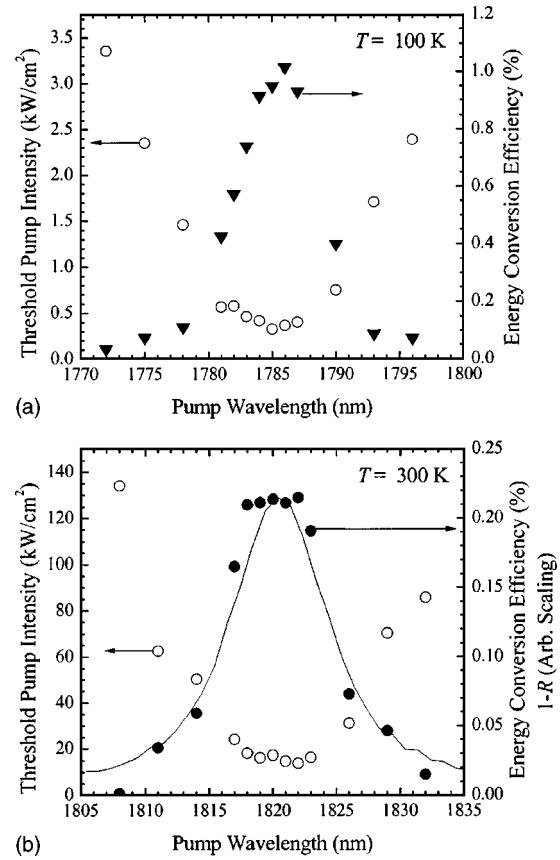 T = 100 K
Threshold Pump Intensity (kW/cm²)
3.5
3.0
2.5
2.0
1.5
1.0
0.5
0.0
1.2
1.0
0.8
0.6
0.4
0.2
0.0
Energy Conversion Efficiency (%)
1770 1775 1780 1785 1790 1795 1800
(a)
Pump Wavelength (nm)
T = 300 K
Threshold Pump Intensity (kW/cm²)
140
120
100
80
60
40
20
0
0.25
0.20
0.15
0.10
0.05
0.00
Energy Conversion Efficiency (%)
1-R (Arb. Scaling)
1805 1810 1815 1820 1825 1830 1835
(b)
Pump Wavelength (nm)